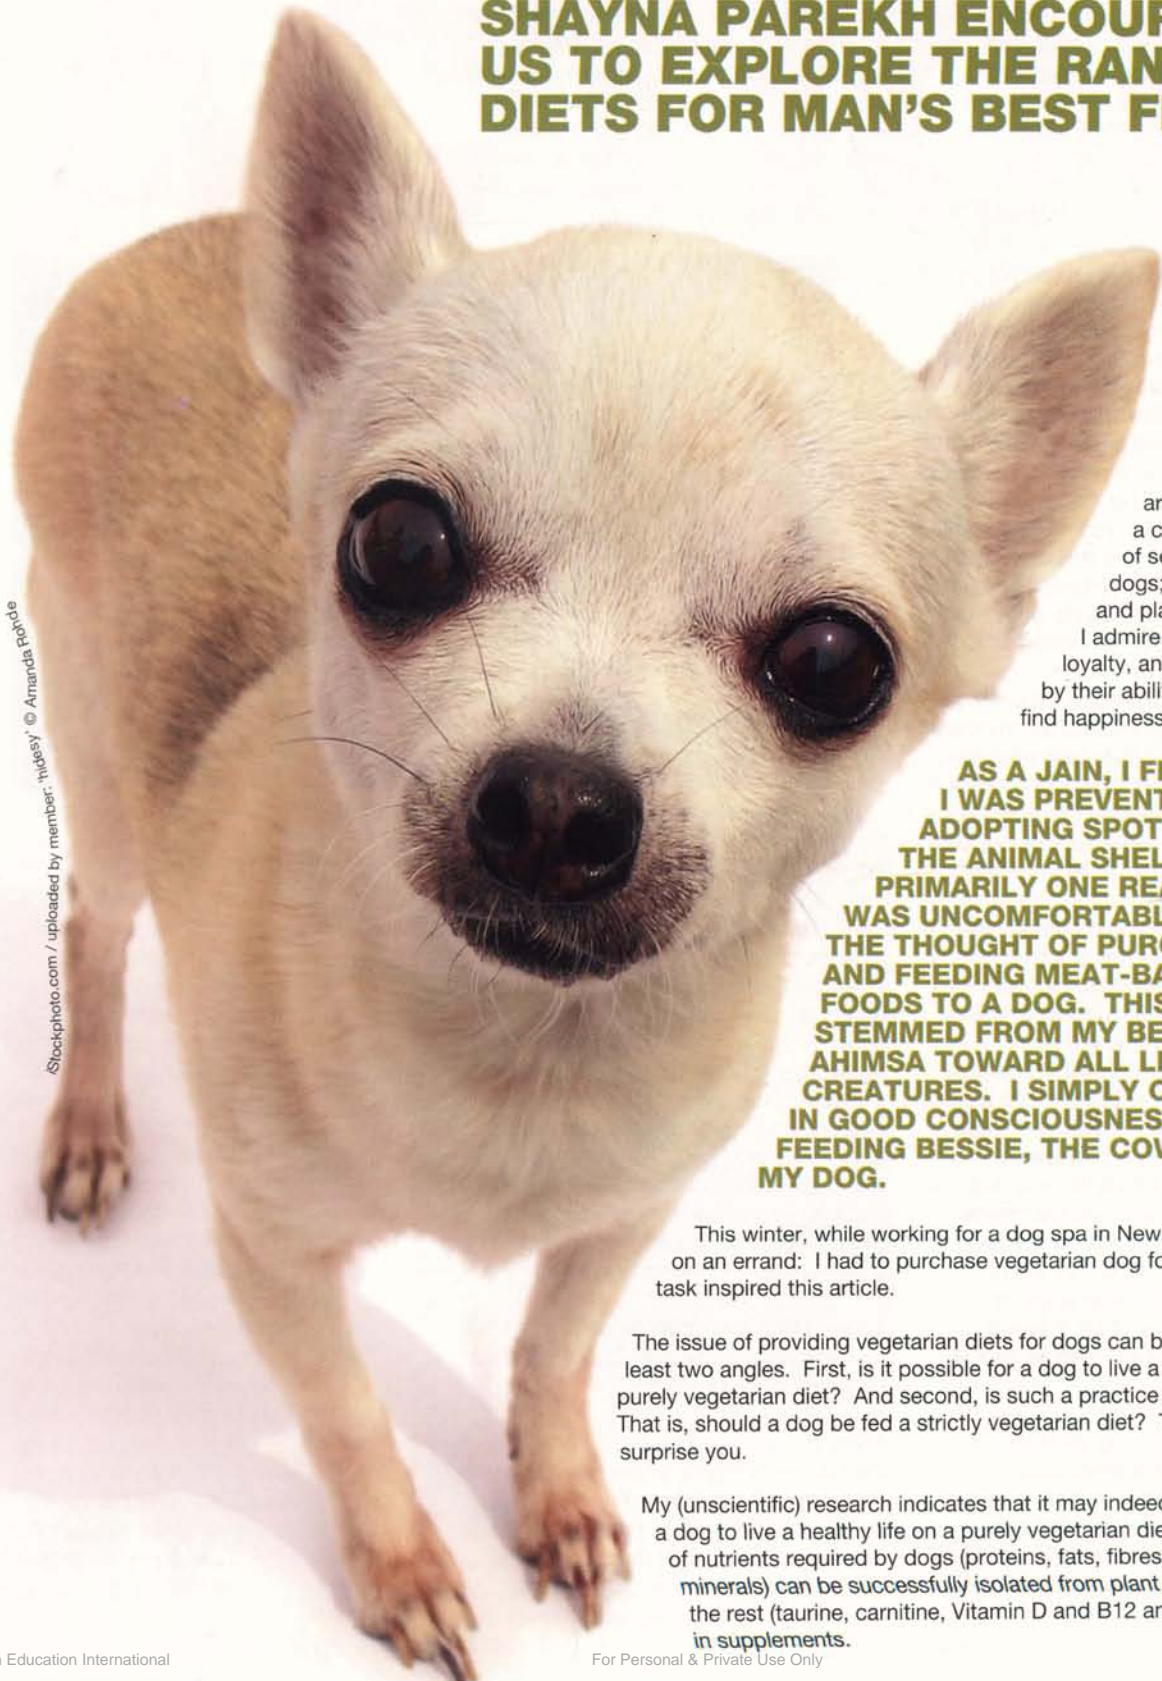 SHAYNA PAREKH ENCOUR
US TO EXPLORE THE RAN
DIETS FOR MAN'S BEST F
ar
a c
of se
dogs;
and pla
I admire
loyalty, an
by their abili
find happiness
AS A JAIN, I F
I WAS PREVENT
ADOPTING SPOT
THE ANIMAL SHEL
PRIMARILY ONE REA
WAS UNCOMFORTABL
THE THOUGHT OF PUR
AND FEEDING MEAT-BA
FOODS TO A DOG. THIS
STEMMED FROM MY BE
AHIMSA TOWARD ALL LI
CREATURES. I SIMPLY C
IN GOOD CONSCIOUSNES
FEEDING BESSIE, THE COW
MY DOG.
This winter, while working for a dog spa in New
on an errand: I had to purchase vegetarian dog fo
task inspired this article.
The issue of providing vegetarian diets for dogs can b
least two angles. First, is it possible for a dog to live a
purely vegetarian diet? And second, is such a practice
That is, should a dog be fed a strictly vegetarian diet?
surprise you.
My (unscientific) research indicates that it may indeed
a dog to live a healthy life on a purely vegetarian die
of nutrients required by dogs (proteins, fats, fibres
minerals) can be successfully isolated from plant
the rest (taurine, carnitine, Vitamin D and B12 an
in supplements.
iStockphoto.com / uploaded by member: 'hidesy' © Amanda Rohde
Education International
For Personal & Private Use Only